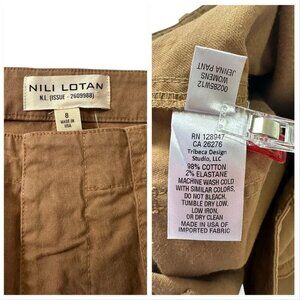 NILI LOTAN
N.L. (ISSUE - 2609988)
8
MADE IN
USA
00285W12
WOMENS
JENNA PANT
RN 128947
CA 26276
Tribeca Design
Studio, LLC
98% COTTON
2% ELASTANE
MACHINE WASH COLD
WITH SIMILAR COLORS,
DO NOT BLEACH,
TUMBLE DRY LOW,
LOW IRON,
OR DRY CLEAN
MADE IN USA OF
IMPORTED FABRIC